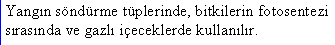 Yangın söndürme tüplerinde, bitkilerin fotosentezi
sırasında ve gazlı içeceklerde kullanılır.